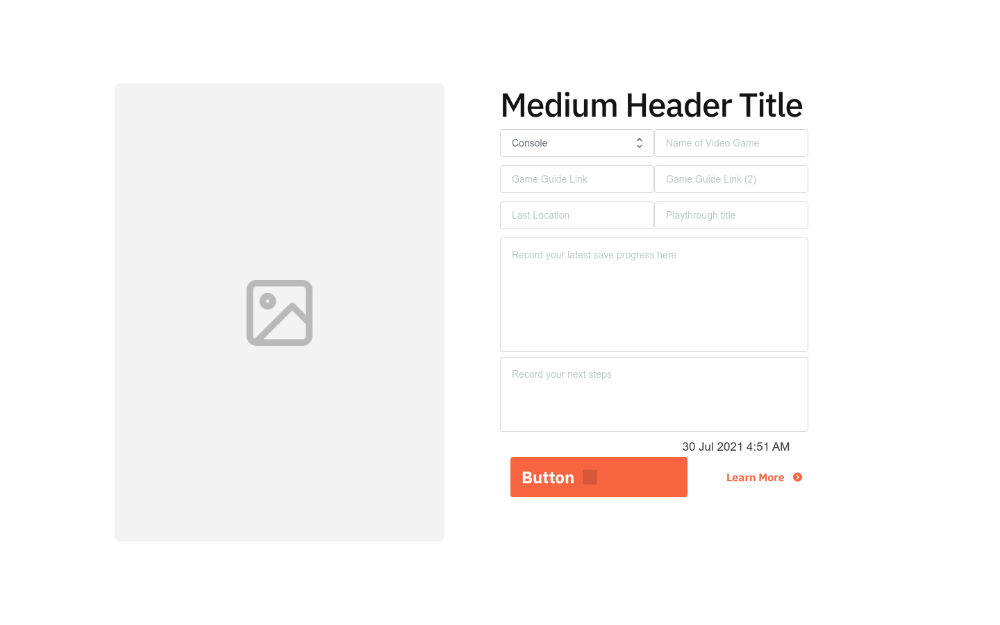 Medium Header Title
Console
Name of Video Game
Game Guide Link
Game Guide Link (2)
Last Location
Playthrough title
Record your latest save progress here
Record your next steps
30 Jul 2021 4:51 AM
Button
Learn More